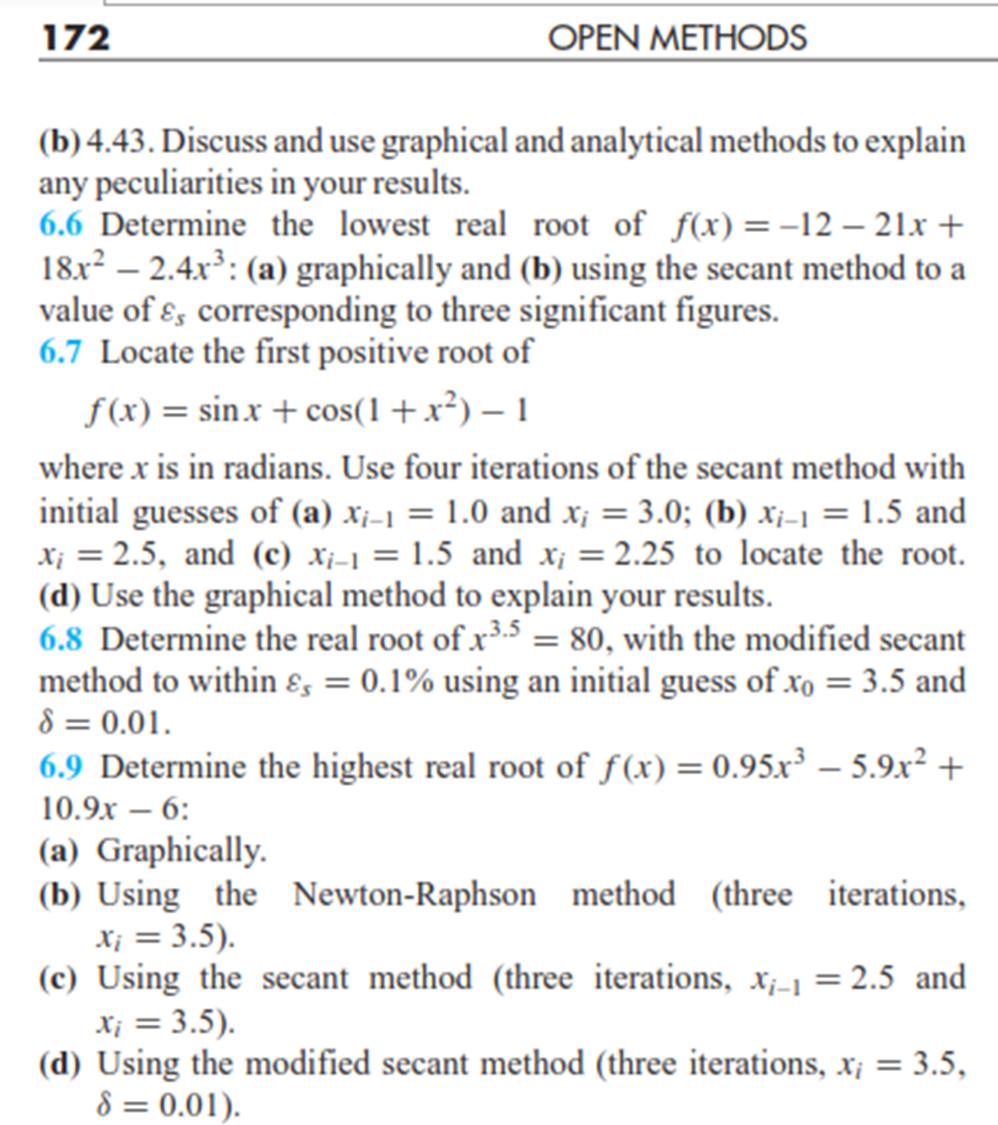 172 OPEN METHODS
(b) 4.43. Discuss and use graphical and analytical methods to explain
any peculiarities in your results.
6.6 Determine the lowest real root of f(x) = –12 – 21x +
18x² – 2.4x³: (a) graphically and (b) using the secant method to a
value of εs corresponding to three significant figures.
6.7 Locate the first positive root of
f(x) = sin x + cos(1 + x²) – 1
where x is in radians. Use four iterations of the secant method with
initial guesses of (a) xᵢ₋₁ = 1.0 and xᵢ = 3.0; (b) xᵢ₋₁ = 1.5 and
xᵢ = 2.5, and (c) xᵢ₋₁ = 1.5 and xᵢ = 2.25 to locate the root.
(d) Use the graphical method to explain your results.
6.8 Determine the real root of x³·⁵ = 80, with the modified secant
method to within εs = 0.1% using an initial guess of x₀ = 3.5 and
δ = 0.01.
6.9 Determine the highest real root of f(x) = 0.95x³ – 5.9x² +
10.9x – 6:
(a) Graphically.
(b) Using the Newton-Raphson method (three iterations,
xᵢ = 3.5).
(c) Using the secant method (three iterations, xᵢ₋₁ = 2.5 and
xᵢ = 3.5).
(d) Using the modified secant method (three iterations, xᵢ = 3.5,
δ = 0.01).